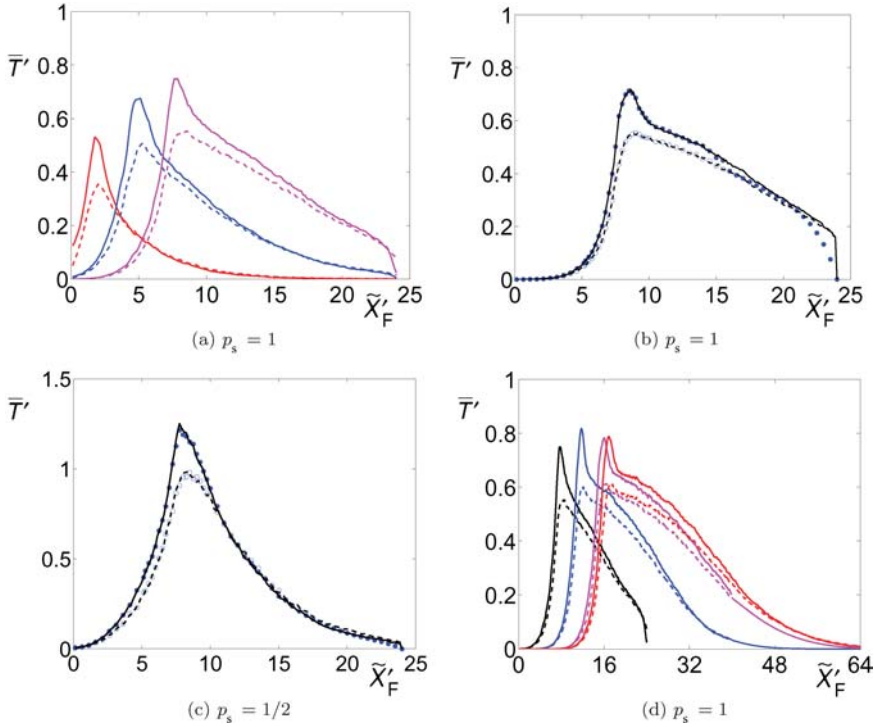 1
T̅′
0.8
0.6
0.4
0.2
0
0 5 10 15 20 25
X̃′F
(a) ps = 1
1
T̅′
0.8
0.6
0.4
0.2
0
0 5 10 15 20 25
X̃′F
(b) ps = 1
1.5
T̅′
1
0.5
0
0 5 10 15 20 25
X̃′F
(c) ps = 1/2
1
T̅′
0.8
0.6
0.4
0.2
0
0 16 32 48 64
X̃′F
(d) ps = 1